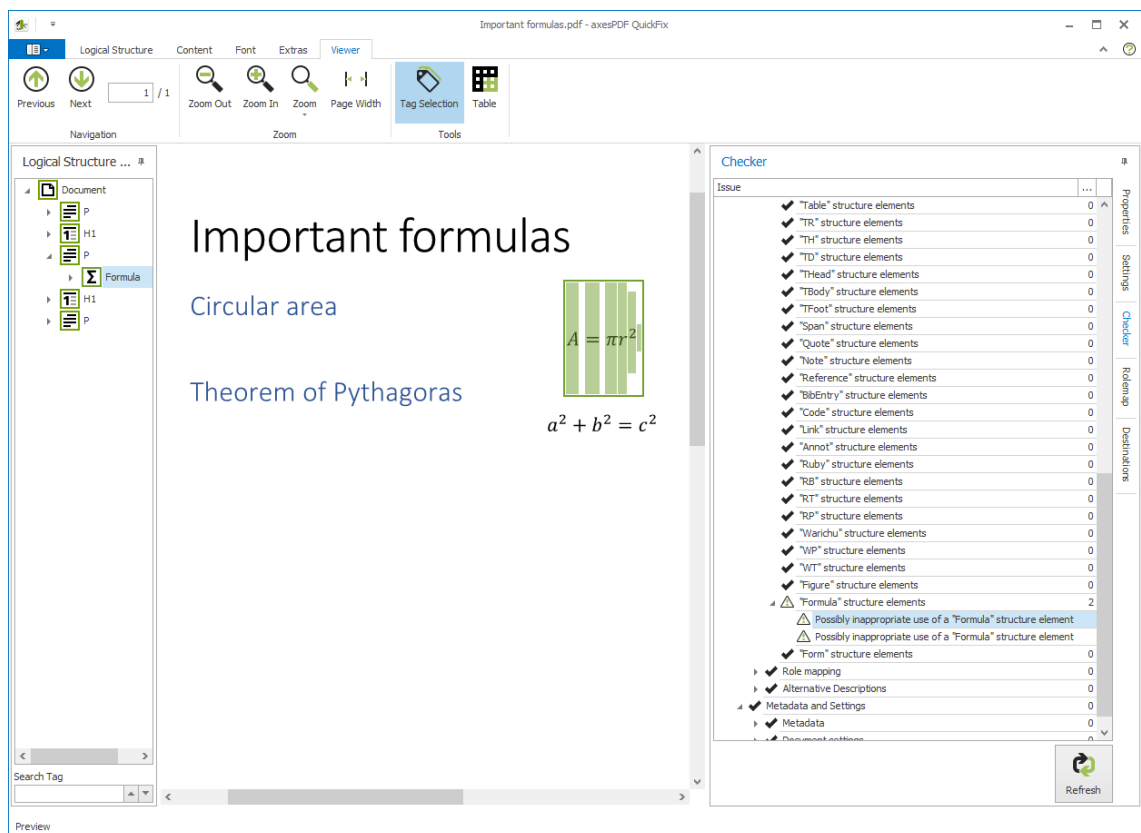 Important formulas.pdf - axesPDF QuickFix
Logical Structure Content Font Extras Viewer
Previous Next 1 / 1 Zoom Out Zoom In Zoom Page Width Tag Selection Table
Navigation Zoom Tools
Logical Structure ...
Document
P
H1
P
Formula
H1
P
Search Tag
Important formulas
Circular area
A = πr²
Theorem of Pythagoras
a² + b² = c²
Checker
Issue ...
"Table" structure elements 0
"TR" structure elements 0
"TH" structure elements 0
"TD" structure elements 0
"THead" structure elements 0
"TBody" structure elements 0
"TFoot" structure elements 0
"Span" structure elements 0
"Quote" structure elements 0
"Note" structure elements 0
"Reference" structure elements 0
"BibEntry" structure elements 0
"Code" structure elements 0
"Link" structure elements 0
"Annot" structure elements 0
"Ruby" structure elements 0
"RB" structure elements 0
"RT" structure elements 0
"RP" structure elements 0
"Warichu" structure elements 0
"WP" structure elements 0
"WT" structure elements 0
"Figure" structure elements 0
"Formula" structure elements 2
Possibly inappropriate use of a "Formula" structure element
Possibly inappropriate use of a "Formula" structure element
"Form" structure elements 0
Role mapping 0
Alternative Descriptions 0
Metadata and Settings 0
Metadata 0
Document settings 0
Refresh
Properties
Settings
Checker
Rolemap
Destinations
Preview